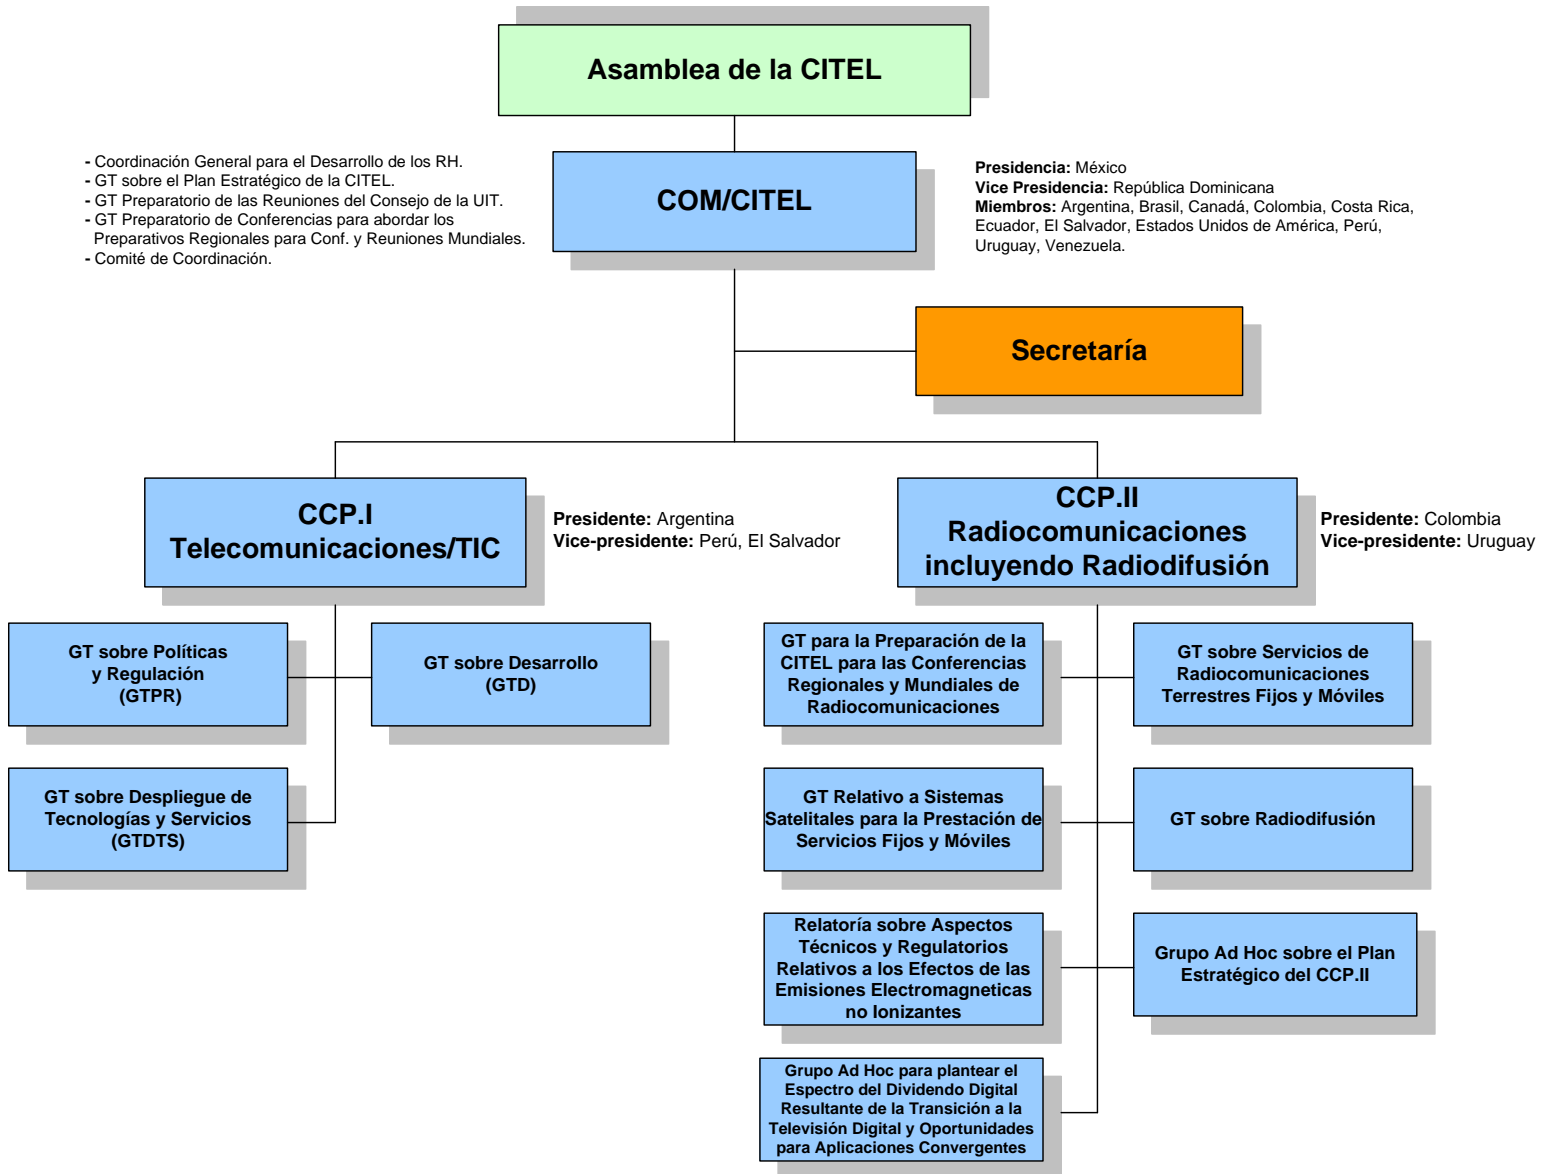 Asamblea de la CITEL
- Coordinación General para el Desarrollo de los RH.
- GT sobre el Plan Estratégico de la CITEL.
- GT Preparatorio de las Reuniones del Consejo de la UIT.
- GT Preparatorio de Conferencias para abordar los
Preparativos Regionales para Conf. y Reuniones Mundiales.
- Comité de Coordinación.
COM/CITEL
Presidencia: México
Vice Presidencia: República Dominicana
Miembros: Argentina, Brasil, Canadá, Colombia, Costa Rica,
Ecuador, El Salvador, Estados Unidos de América, Perú,
Uruguay, Venezuela.
Secretaría
CCP.I
Telecomunicaciones/TIC
Presidente: Argentina
Vice-presidente: Perú, El Salvador
CCP.II
Radiocomunicaciones
incluyendo Radiodifusión
Presidente: Colombia
Vice-presidente: Uruguay
GT sobre Políticas
y Regulación
(GTPR)
GT sobre Desarrollo
(GTD)
GT para la Preparación de la
CITEL para las Conferencias
Regionales y Mundiales de
Radiocomunicaciones
GT sobre Servicios de
Radiocomunicaciones
Terrestres Fijos y Móviles
GT sobre Despliegue de
Tecnologías y Servicios
(GTDTS)
GT Relativo a Sistemas
Satelitales para la Prestación de
Servicios Fijos y Móviles
GT sobre Radiodifusión
Relatoría sobre Aspectos
Técnicos y Regulatorios
Relativos a los Efectos de las
Emisiones Electromagneticas
no Ionizantes
Grupo Ad Hoc sobre el Plan
Estratégico del CCP.II
Grupo Ad Hoc para plantear el
Espectro del Dividendo Digital
Resultante de la Transición a la
Televisión Digital y Oportunidades
para Aplicaciones Convergentes